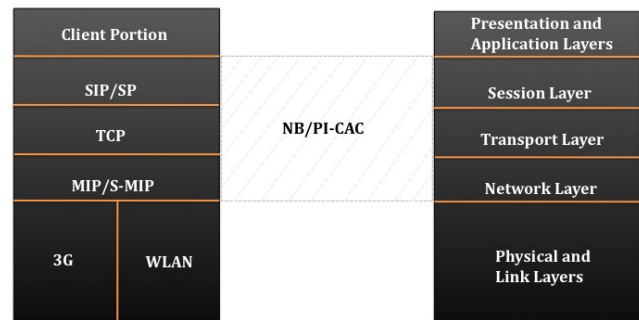 Client Portion
SIP/SP
TCP
MIP/S-MIP
3G
WLAN
NB/PI-CAC
Presentation and
Application Layers
Session Layer
Transport Layer
Network Layer
Physical and
Link Layers